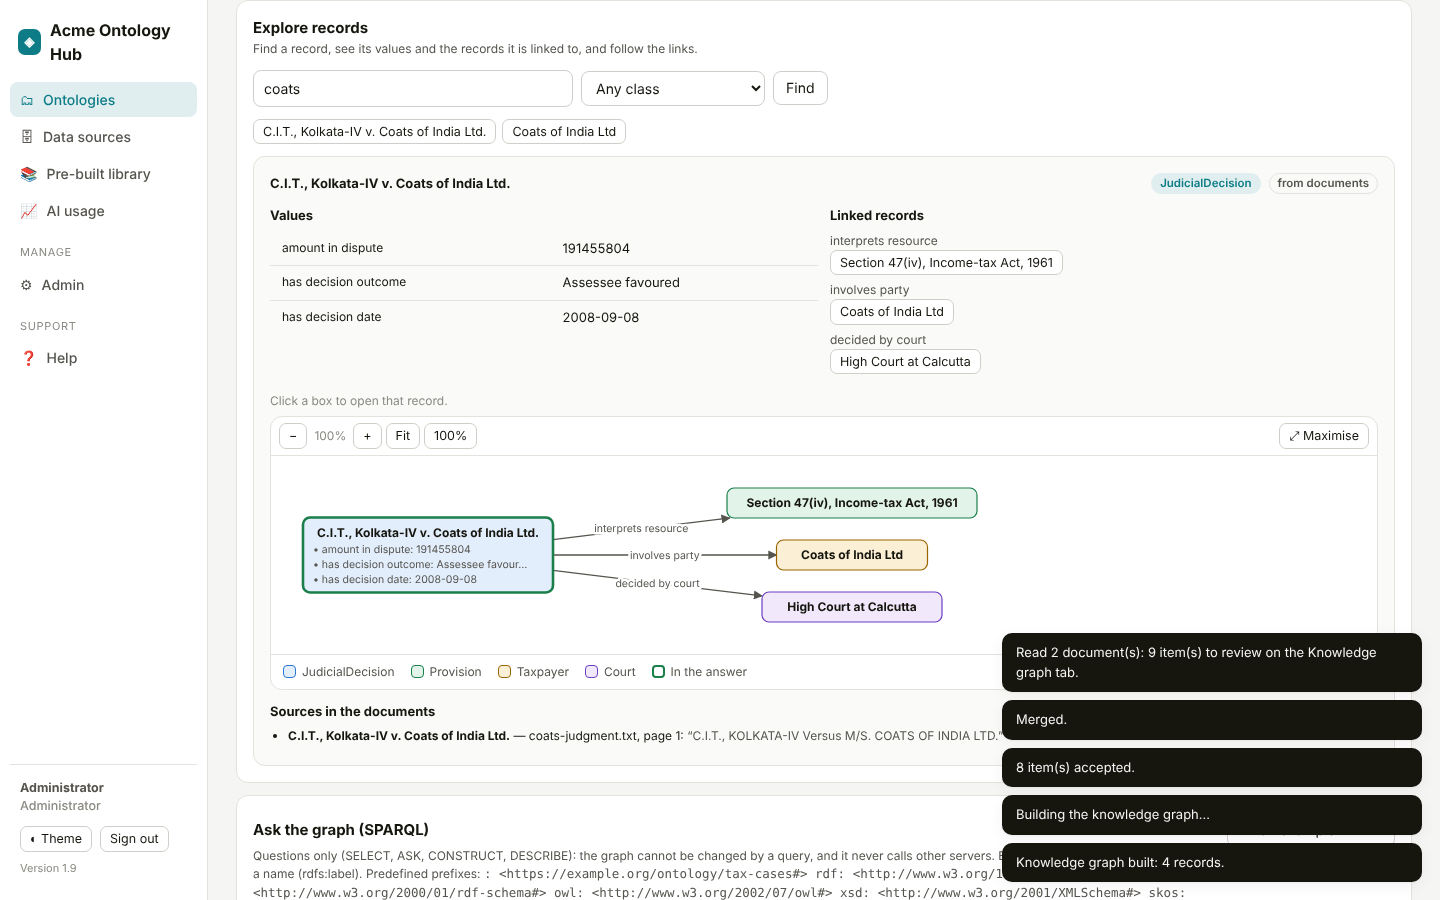 Acme Ontology
Hub
Ontologies
Data sources
Pre-built library
AI usage
MANAGE
Admin
SUPPORT
Help
Administrator
Administrator
Theme
Sign out
Version 1.9
Explore records
Find a record, see its values and the records it is linked to, and follow the links.
coats
Any class
Find
C.I.T., Kolkata-IV v. Coats of India Ltd.
Coats of India Ltd
C.I.T., Kolkata-IV v. Coats of India Ltd.
JudicialDecision
from documents
Values
amount in dispute 191455804
has decision outcome Assessee favoured
has decision date 2008-09-08
Linked records
interprets resource
Section 47(iv), Income-tax Act, 1961
involves party
Coats of India Ltd
decided by court
High Court at Calcutta
Click a box to open that record.
− 100% + Fit 100%
Maximise
C.I.T., Kolkata-IV v. Coats of India Ltd.
• amount in dispute: 191455804
• has decision outcome: Assessee favour...
• has decision date: 2008-09-08
interprets resource
involves party
decided by court
Section 47(iv), Income-tax Act, 1961
Coats of India Ltd
High Court at Calcutta
JudicialDecision
Provision
Taxpayer
Court
In the answer
Sources in the documents
• C.I.T., Kolkata-IV v. Coats of India Ltd. — coats-judgment.txt, page 1: “C.I.T., KOLKATA-IV Versus M/S. COATS OF INDIA LTD.”
Ask the graph (SPARQL)
Questions only (SELECT, ASK, CONSTRUCT, DESCRIBE): the graph cannot be changed by a query, and it never calls other servers.
a name (rdfs:label). Predefined prefixes: : <https://example.org/ontology/tax-cases#> rdf: <http://www.w3.org/
<http://www.w3.org/2000/01/rdf-schema#> owl: <http://www.w3.org/2002/07/owl#> xsd: <http://www.w3.org/2001/XMLSchema#> skos:
Read 2 document(s): 9 item(s) to review on the Knowledge
graph tab.
Merged.
8 item(s) accepted.
Building the knowledge graph...
Knowledge graph built: 4 records.